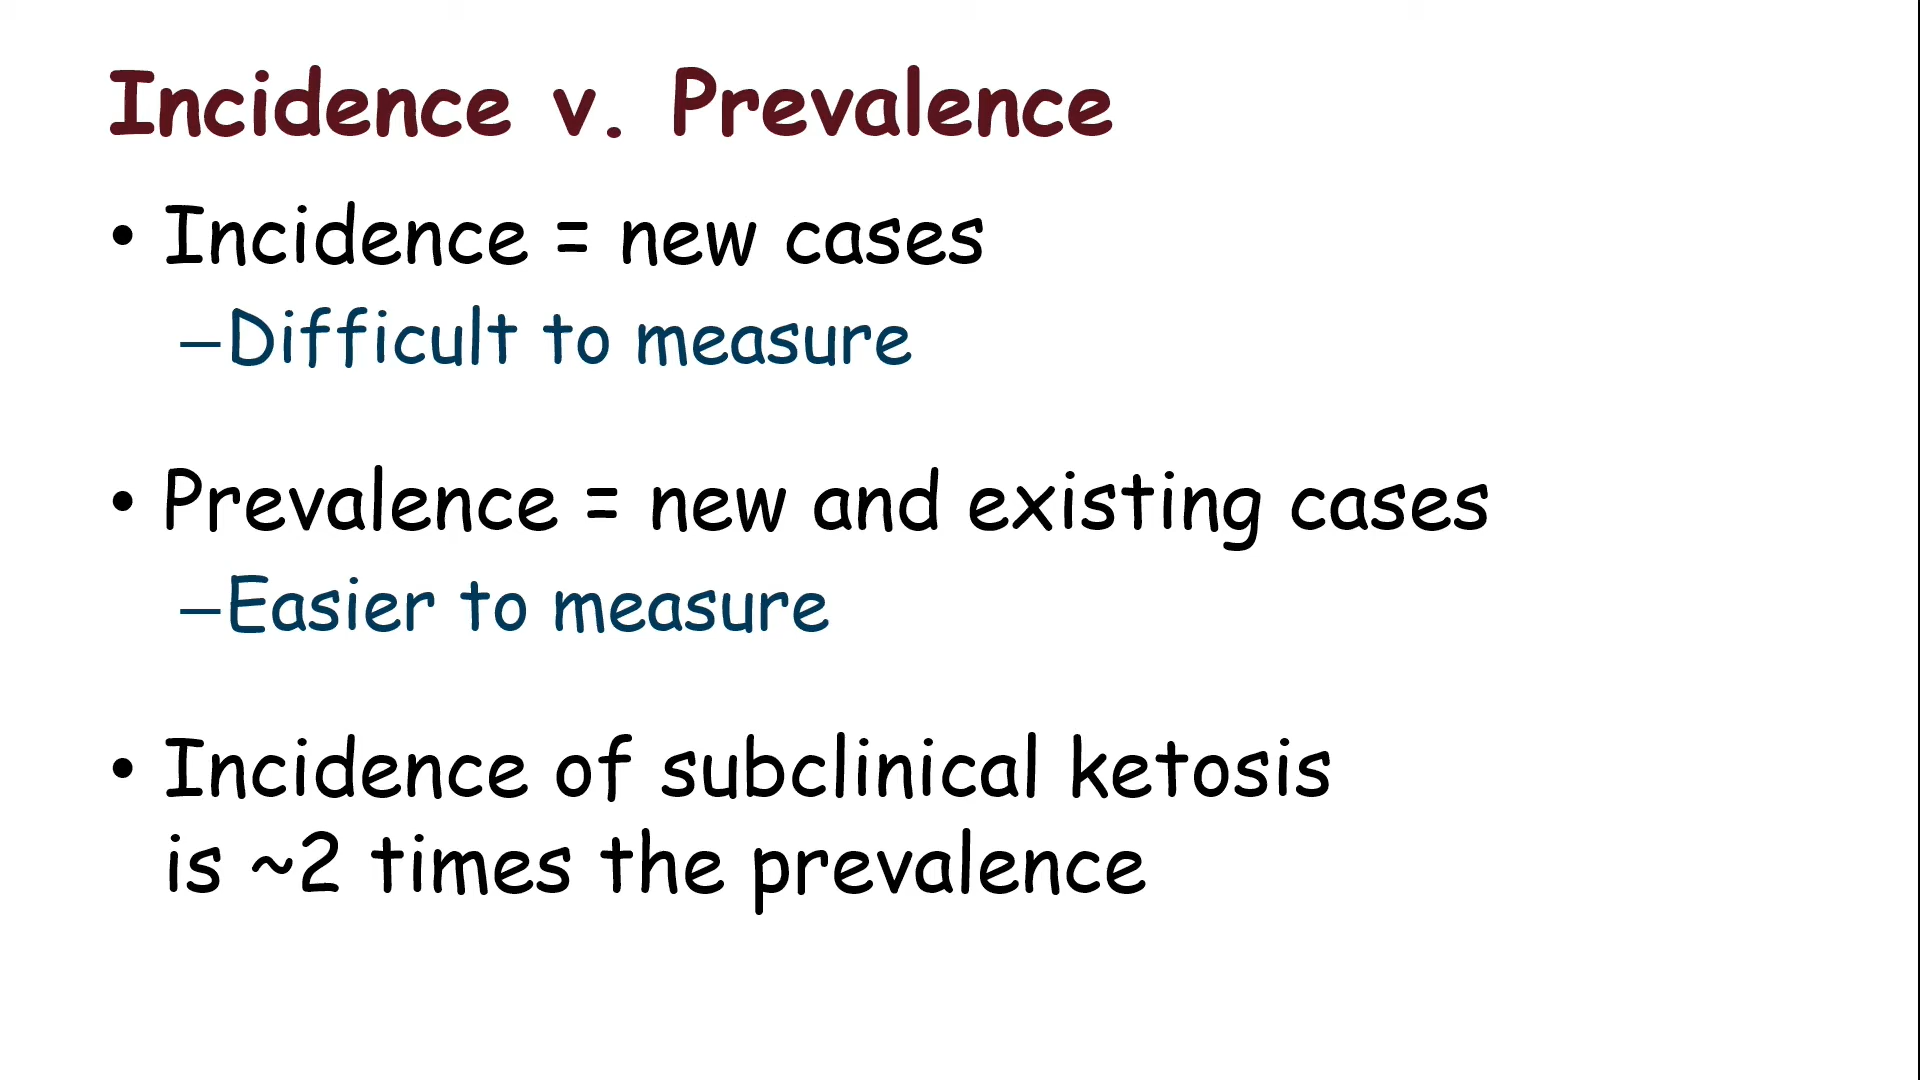 Incidence v. Prevalence
• Incidence = new cases
–Difficult to measure
• Prevalence = new and existing cases
–Easier to measure
• Incidence of subclinical ketosis
is ~2 times the prevalence